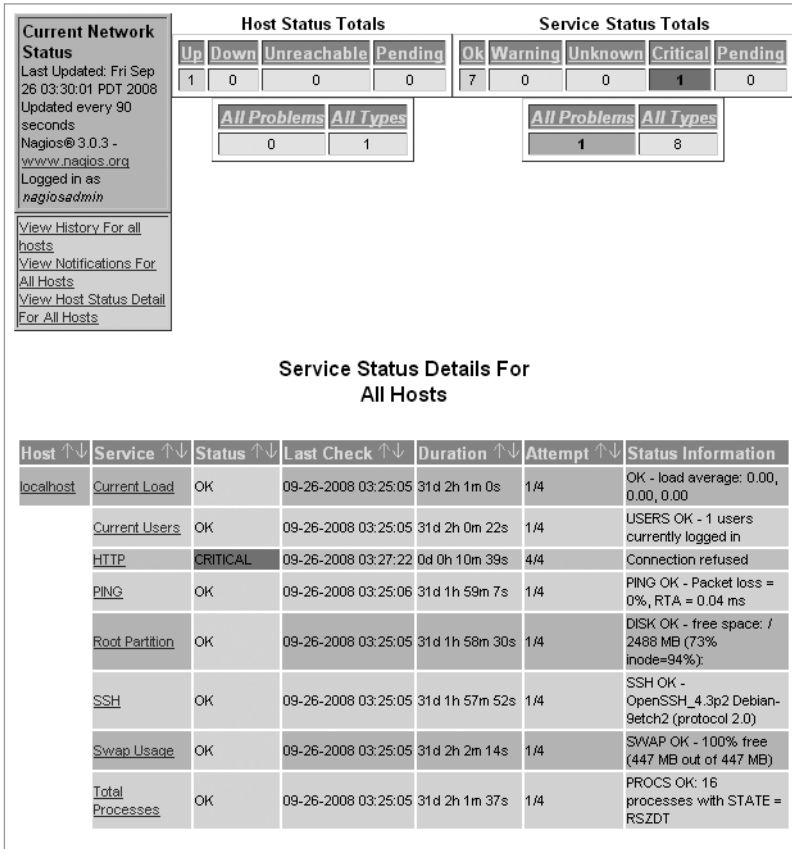 Current Network
Status
Last Updated: Fri Sep
26 03:30:01 PDT 2008
Updated every 90
seconds
Nagios® 3.0.3 -
www.nagios.org
Logged in as
nagiosadmin
View History For all
hosts
View Notifications For
All Hosts
View Host Status Detail
For All Hosts
Host Status Totals
Up Down Unreachable Pending
1 0 0 0
All Problems All Types
0 1
Service Status Totals
Ok Warning Unknown Critical Pending
7 0 0 1 0
All Problems All Types
1 8
Service Status Details For
All Hosts
Host ↑↓ Service ↑↓ Status ↑↓ Last Check ↑↓ Duration ↑↓ Attempt ↑↓ Status Information
localhost Current Load OK 09-26-2008 03:25:05 31d 2h 1m 0s 1/4 OK - load average: 0.00,
0.00, 0.00
Current Users OK 09-26-2008 03:25:05 31d 2h 0m 22s 1/4 USERS OK - 1 users
currently logged in
HTTP CRITICAL 09-26-2008 03:27:22 0d 0h 10m 39s 4/4 Connection refused
PING OK 09-26-2008 03:25:06 31d 1h 59m 7s 1/4 PING OK - Packet loss =
0%, RTA = 0.04 ms
Root Partition OK 09-26-2008 03:25:05 31d 1h 58m 30s 1/4 DISK OK - free space: /
2488 MB (73%
inode=94%):
SSH OK 09-26-2008 03:25:05 31d 1h 57m 52s 1/4 SSH OK -
OpenSSH_4.3p2 Debian-
9etch2 (protocol 2.0)
Swap Usage OK 09-26-2008 03:25:05 31d 2h 2m 14s 1/4 SWAP OK - 100% free
(447 MB out of 447 MB)
Total
Processes OK 09-26-2008 03:25:05 31d 2h 1m 37s 1/4 PROCS OK: 16
processes with STATE =
RSZDT